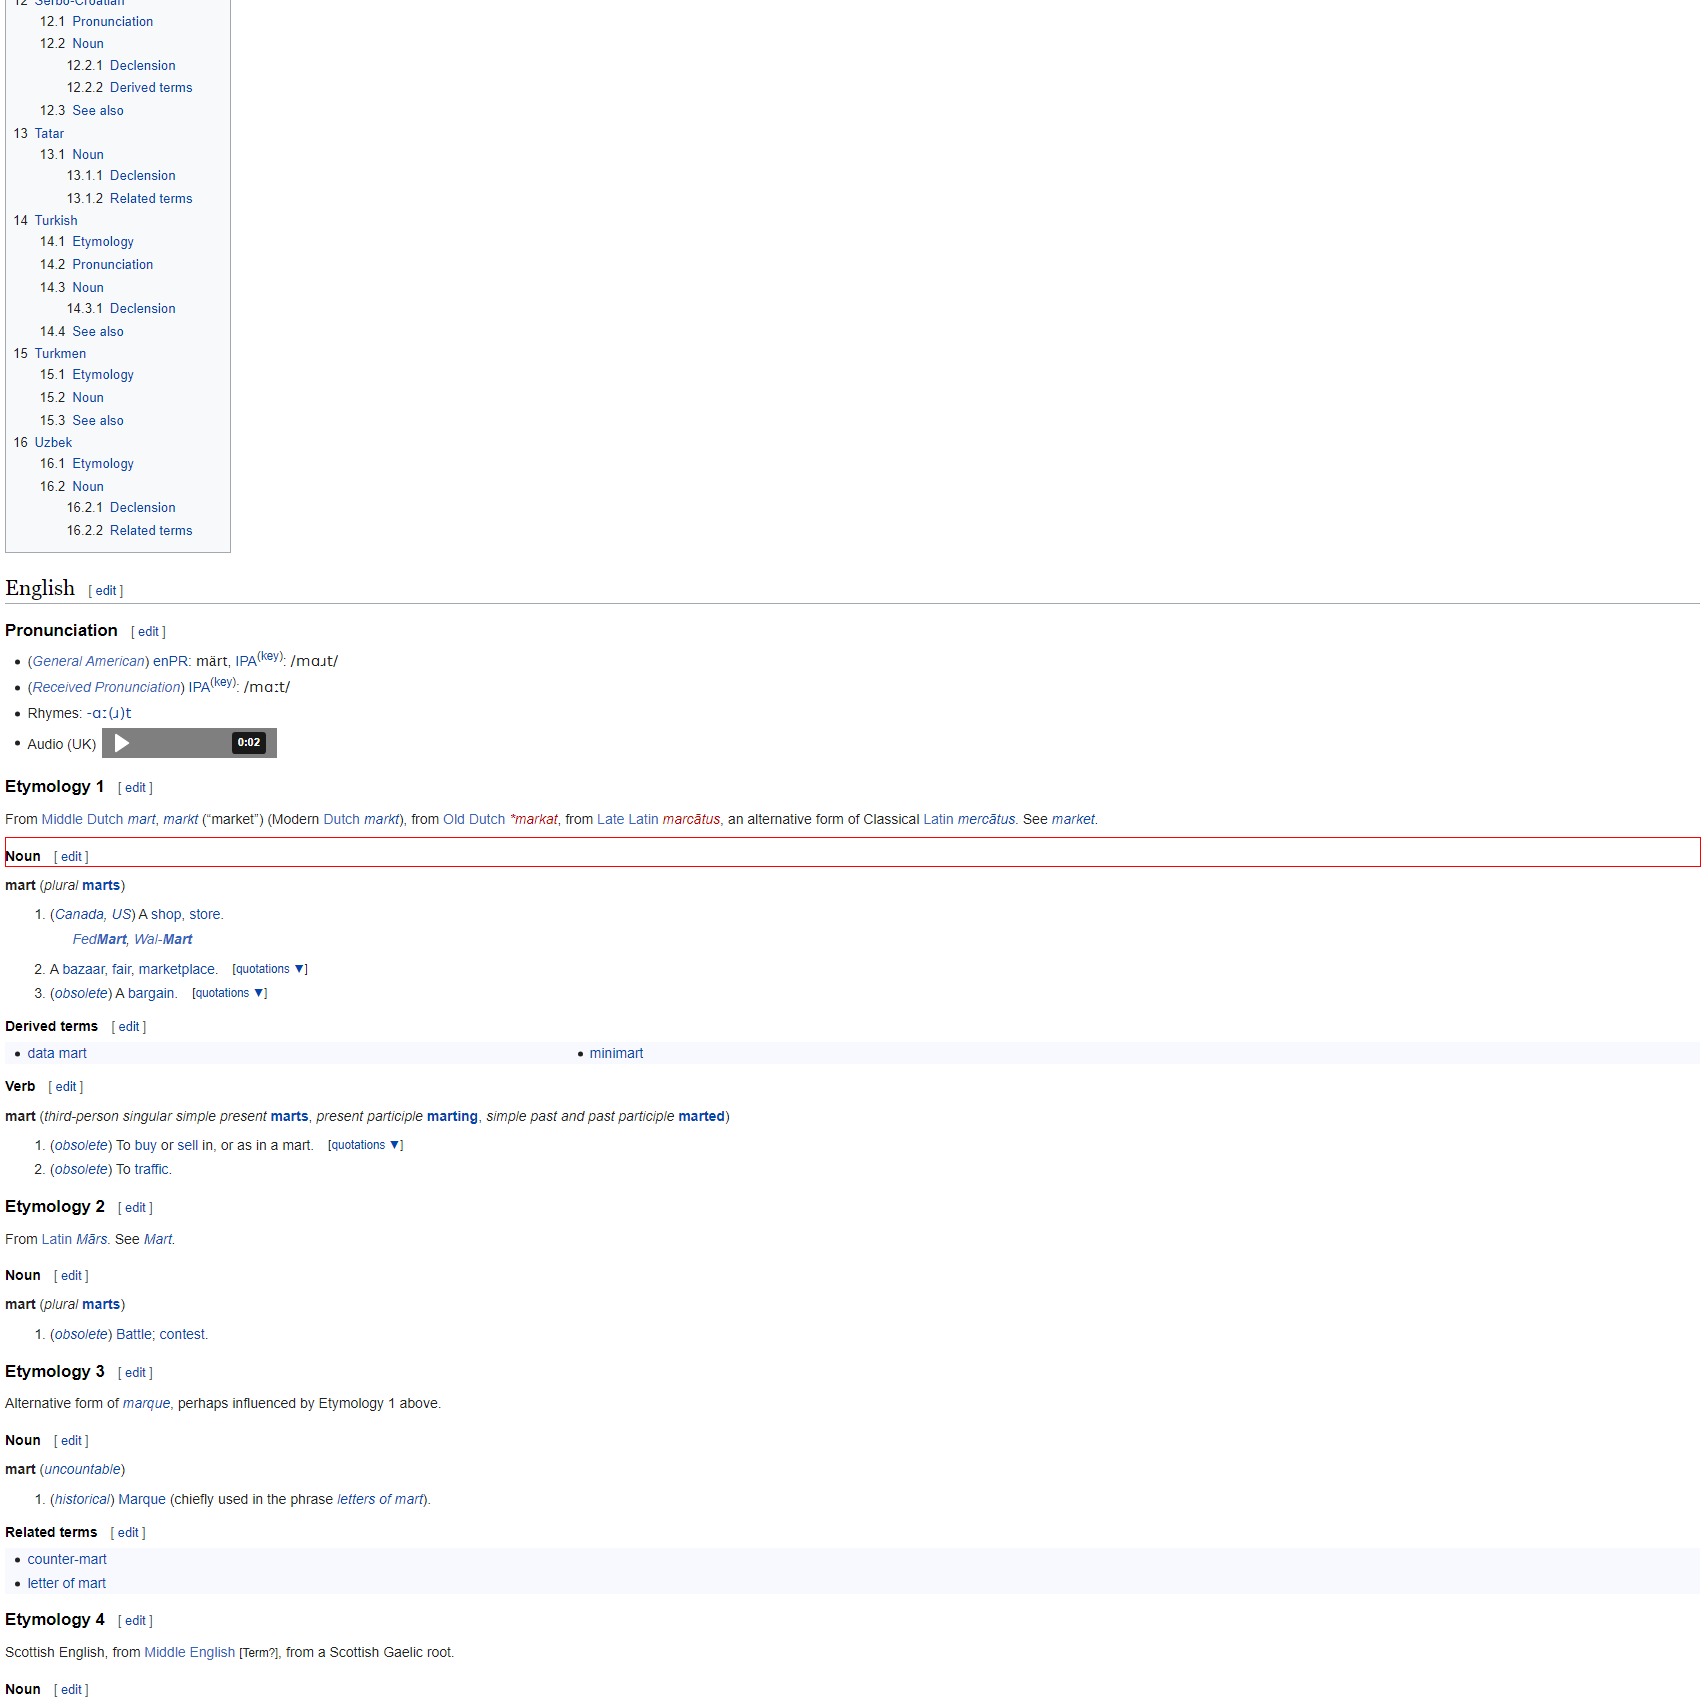 12 Serbo-Croatian
12.1 Pronunciation
12.2 Noun
12.2.1 Declension
12.2.2 Derived terms
12.3 See also
13 Tatar
13.1 Noun
13.1.1 Declension
13.1.2 Related terms
14 Turkish
14.1 Etymology
14.2 Pronunciation
14.3 Noun
14.3.1 Declension
14.4 See also
15 Turkmen
15.1 Etymology
15.2 Noun
15.3 See also
16 Uzbek
16.1 Etymology
16.2 Noun
16.2.1 Declension
16.2.2 Related terms
English [ edit ]
Pronunciation [ edit ]
• (General American) enPR: märt, IPA(key): /mɑɹt/
• (Received Pronunciation) IPA(key): /mɑːt/
• Rhymes: -ɑː(ɹ)t
• Audio (UK) 0:02
Etymology 1 [ edit ]
From Middle Dutch mart, markt (“market”) (Modern Dutch markt), from Old Dutch *markat, from Late Latin marcātus, an alternative form of Classical Latin mercātus. See market.
Noun [ edit ]
mart (plural marts)
1. (Canada, US) A shop, store.
FedMart, Wal-Mart
2. A bazaar, fair, marketplace. [quotations ▼]
3. (obsolete) A bargain. [quotations ▼]
Derived terms [ edit ]
• data mart • minimart
Verb [ edit ]
mart (third-person singular simple present marts, present participle marting, simple past and past participle marted)
1. (obsolete) To buy or sell in, or as in a mart. [quotations ▼]
2. (obsolete) To traffic.
Etymology 2 [ edit ]
From Latin Mārs. See Mart.
Noun [ edit ]
mart (plural marts)
1. (obsolete) Battle; contest.
Etymology 3 [ edit ]
Alternative form of marque, perhaps influenced by Etymology 1 above.
Noun [ edit ]
mart (uncountable)
1. (historical) Marque (chiefly used in the phrase letters of mart).
Related terms [ edit ]
• counter-mart
• letter of mart
Etymology 4 [ edit ]
Scottish English, from Middle English [Term?], from a Scottish Gaelic root.
Noun [ edit ]